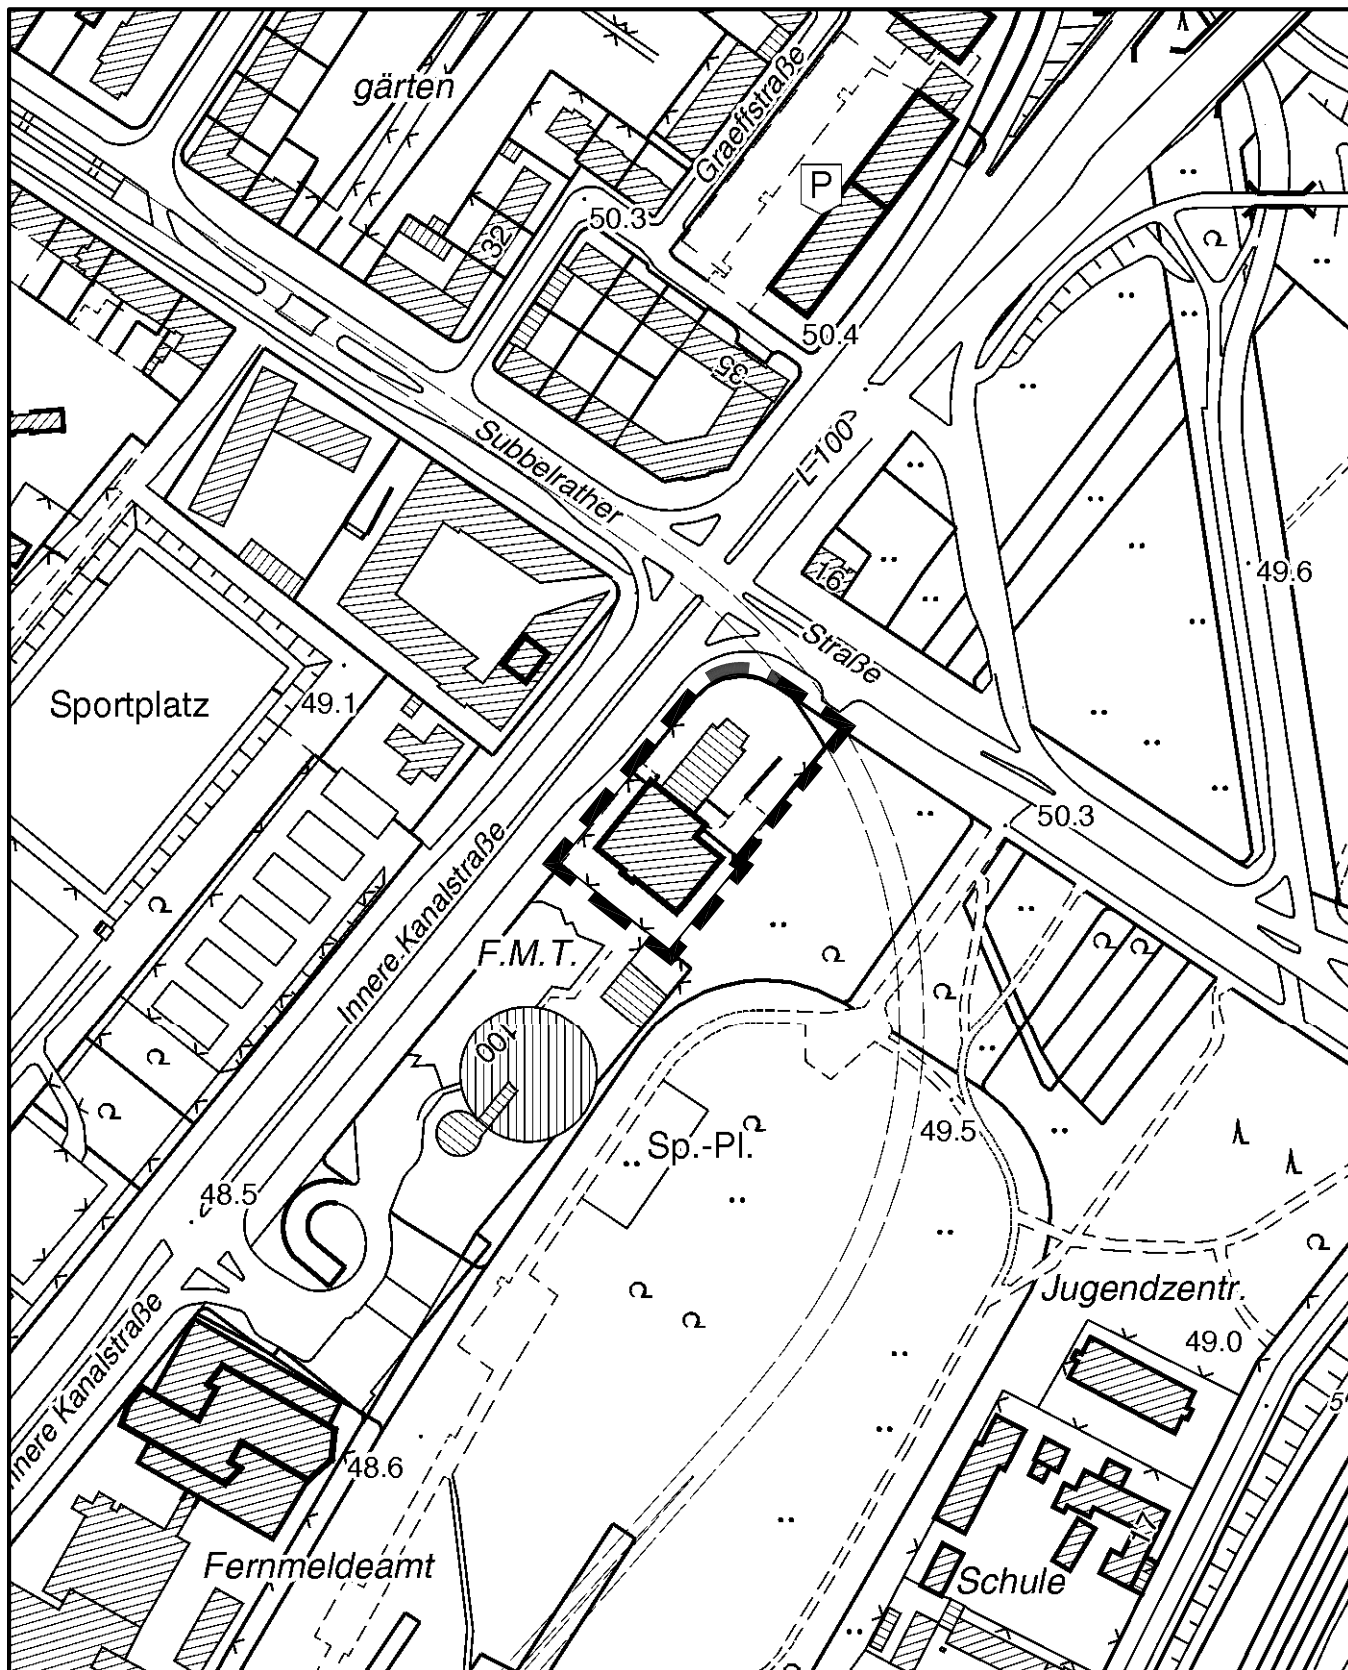 gärten
Graeffstraße
P
50.3
32
50.4
35
L=100
Subbelrather
16
49.6
Straße
Sportplatz
49.1
50.3
Innere Kanalstraße
F.M.T.
100
49.5
Sp.-Pl.
48.5
Jugendzentr.
49.0
Innere Kanalstraße
48.6
17
Fernmeldeamt
Schule